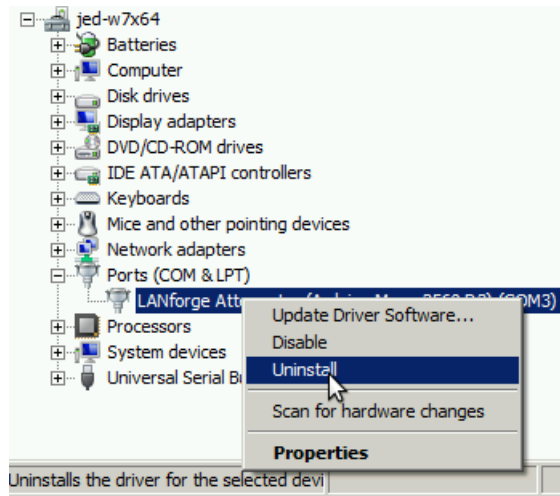 jed-w7x64
Batteries
Computer
Disk drives
Display adapters
DVD/CD-ROM drives
IDE ATA/ATAPI controllers
Keyboards
Mice and other pointing devices
Network adapters
Ports (COM & LPT)
LANforge COM3)
Update Driver Software...
Processors
Disable
System devices
Uninstall
Universal Serial
Scan for hardware changes
Properties
Uninstalls the driver for the selected devi